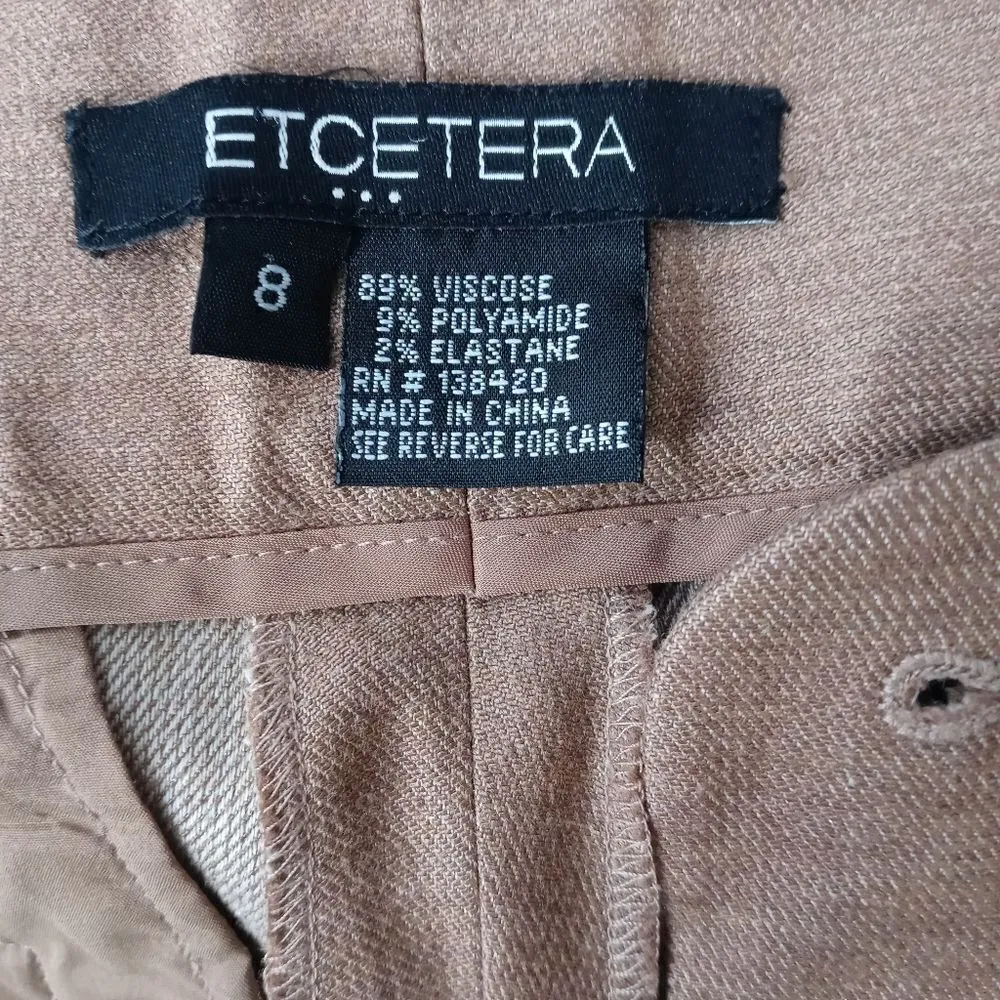 ETCETERA
8
89% VISCOSE
9% POLYAMIDE
2% ELASTANE
RN # 138420
MADE IN CHINA
SEE REVERSE FOR CARE